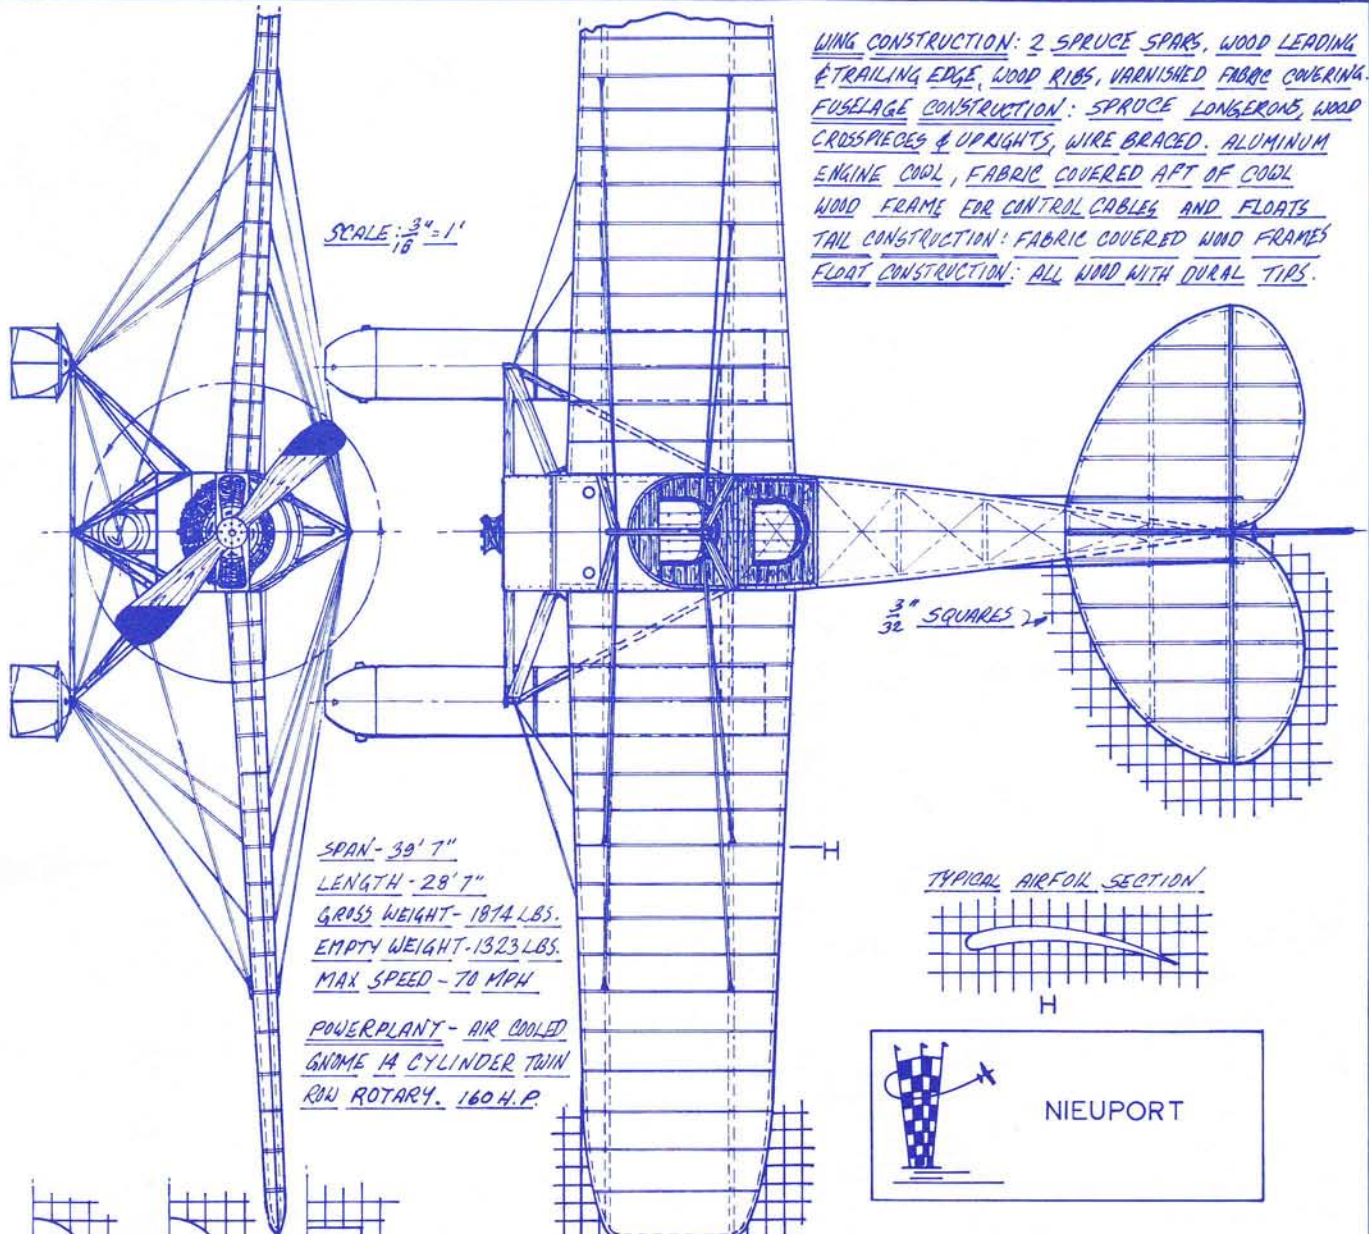 WING CONSTRUCTION: 2 SPRUCE SPARS, WOOD LEADING
& TRAILING EDGE, WOOD RIBS, VARNISHED FABRIC COVERING.
FUSELAGE CONSTRUCTION: SPRUCE LONGERONS, WOOD
CROSSPIECES & UPRIGHTS, WIRE BRACED. ALUMINUM
ENGINE COWL, FABRIC COVERED AFT OF COWL
WOOD FRAME FOR CONTROL CABLES AND FLOATS
TAIL CONSTRUCTION: FABRIC COVERED WOOD FRAMES
FLOAT CONSTRUCTION: ALL WOOD WITH DURAL TIPS.
SCALE: 3/16" = 1'
3/32" SQUARES
SPAN - 39' 7"
LENGTH - 28' 7"
GROSS WEIGHT - 1874 LBS.
EMPTY WEIGHT - 1323 LBS.
MAX SPEED - 70 MPH
POWERPLANT - AIR COOLED
GNOME 14 CYLINDER TWIN
ROW ROTARY. 160 H.P.
H
TYPICAL AIRFOIL SECTION
H
NIEUPORT